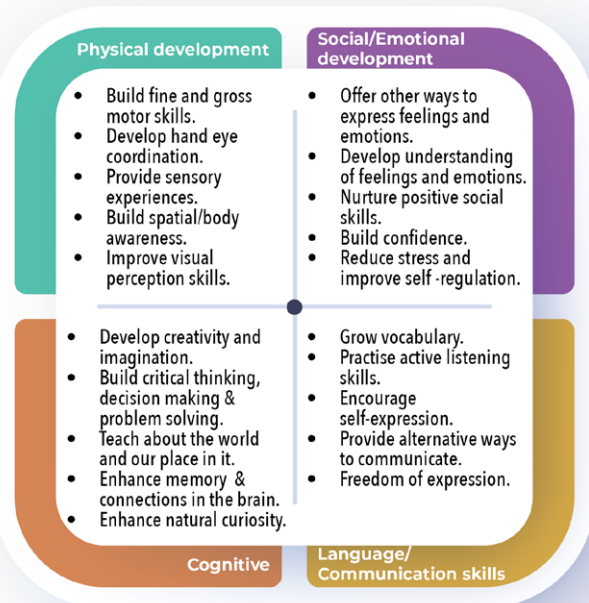 Physical development
• Build fine and gross
motor skills.
• Develop hand eye
coordination.
• Provide sensory
experiences.
• Build spatial/body
awareness.
• Improve visual
perception skills.
Social/Emotional
development
• Offer other ways to
express feelings and
emotions.
• Develop understanding
of feelings and emotions.
• Nurture positive social
skills.
• Build confidence.
• Reduce stress and
improve self -regulation.
• Develop creativity and
imagination.
• Build critical thinking,
decision making &
problem solving.
• Teach about the world
and our place in it.
• Enhance memory &
connections in the brain.
• Enhance natural curiosity.
Cognitive
• Grow vocabulary.
• Practise active listening
skills.
• Encourage
self-expression.
• Provide alternative ways
to communicate.
• Freedom of expression.
Language/
Communication skills